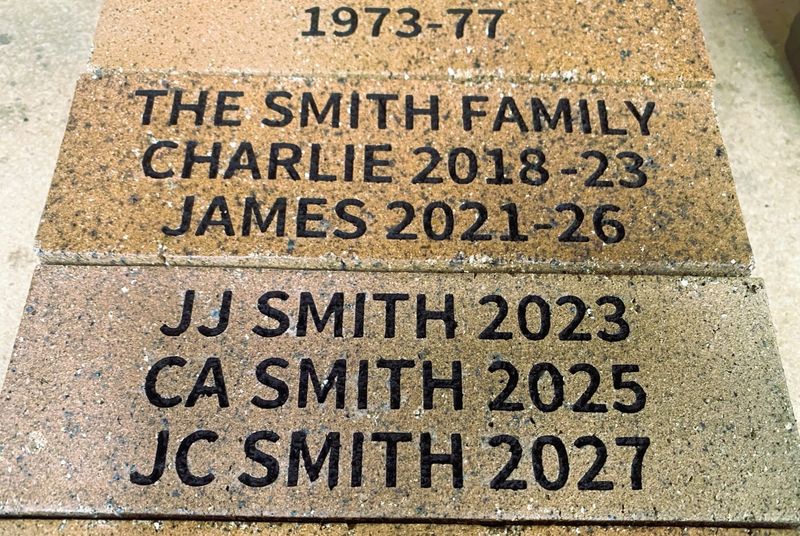 1973-77
THE SMITH FAMILY
CHARLIE 2018-23
JAMES 2021-26
JJ SMITH 2023
CA SMITH 2025
JC SMITH 2027